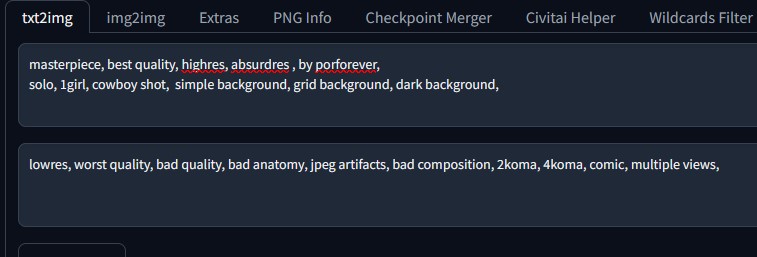 txt2img img2img Extras PNG Info Checkpoint Merger Civitai Helper Wildcards Filter
masterpiece, best quality, highres, absurdres , by porforever,
solo, 1girl, cowboy shot,  simple background, grid background, dark background,
lowres, worst quality, bad quality, bad anatomy, jpeg artifacts, bad composition, 2koma, 4koma, comic, multiple views,